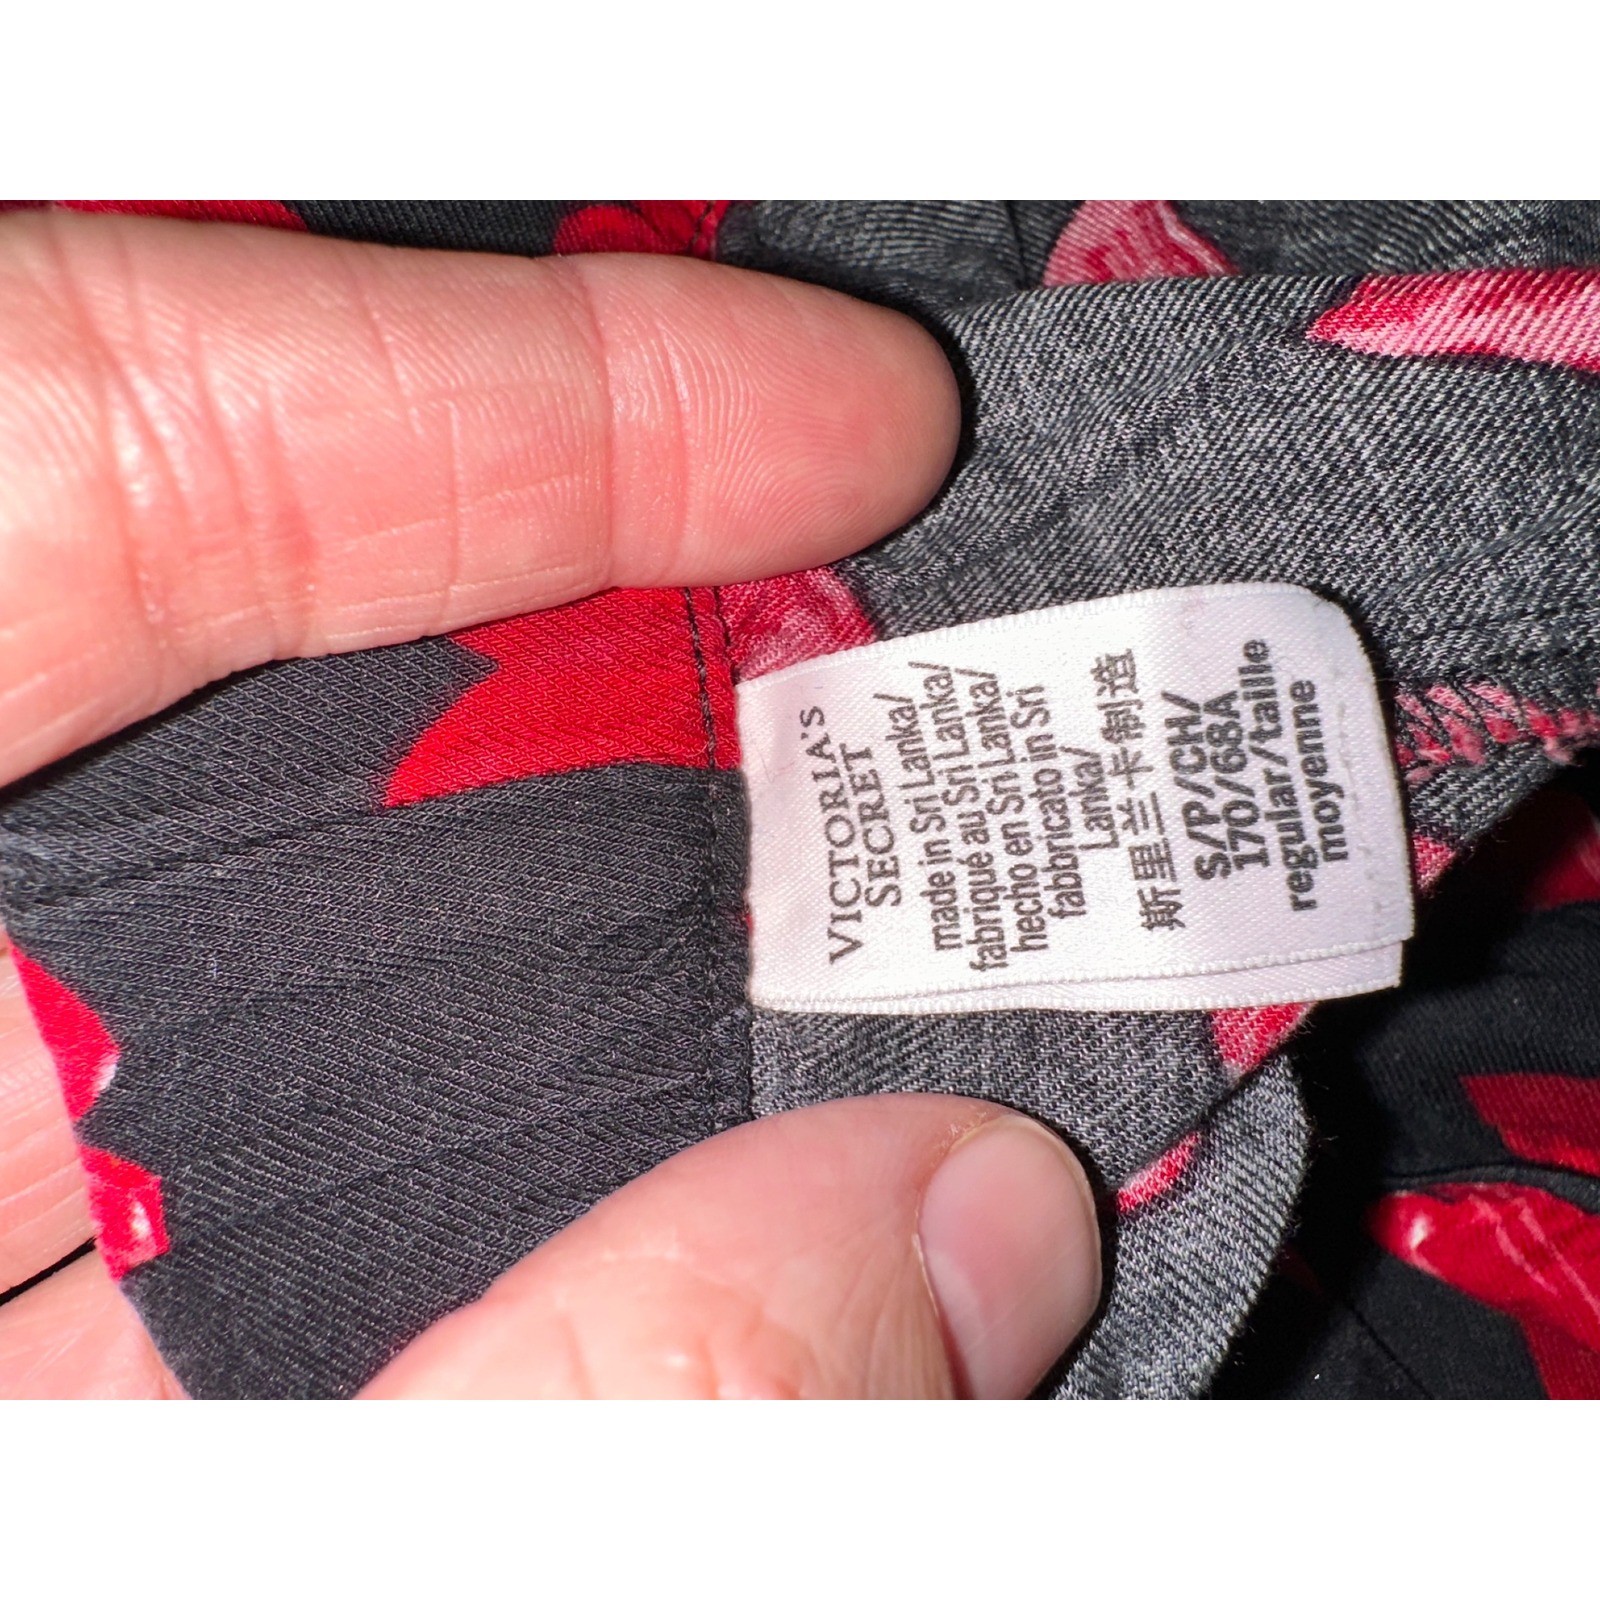 VICTORIA'S
SECRET
made in Sri Lanka/
fabriqué au Sri Lanka/
hecho en Sri Lanka/
fabbricato in Sri
Lanka/
斯里兰卡制造
S/P/CH/
170/68A
regular/taille
moyenne